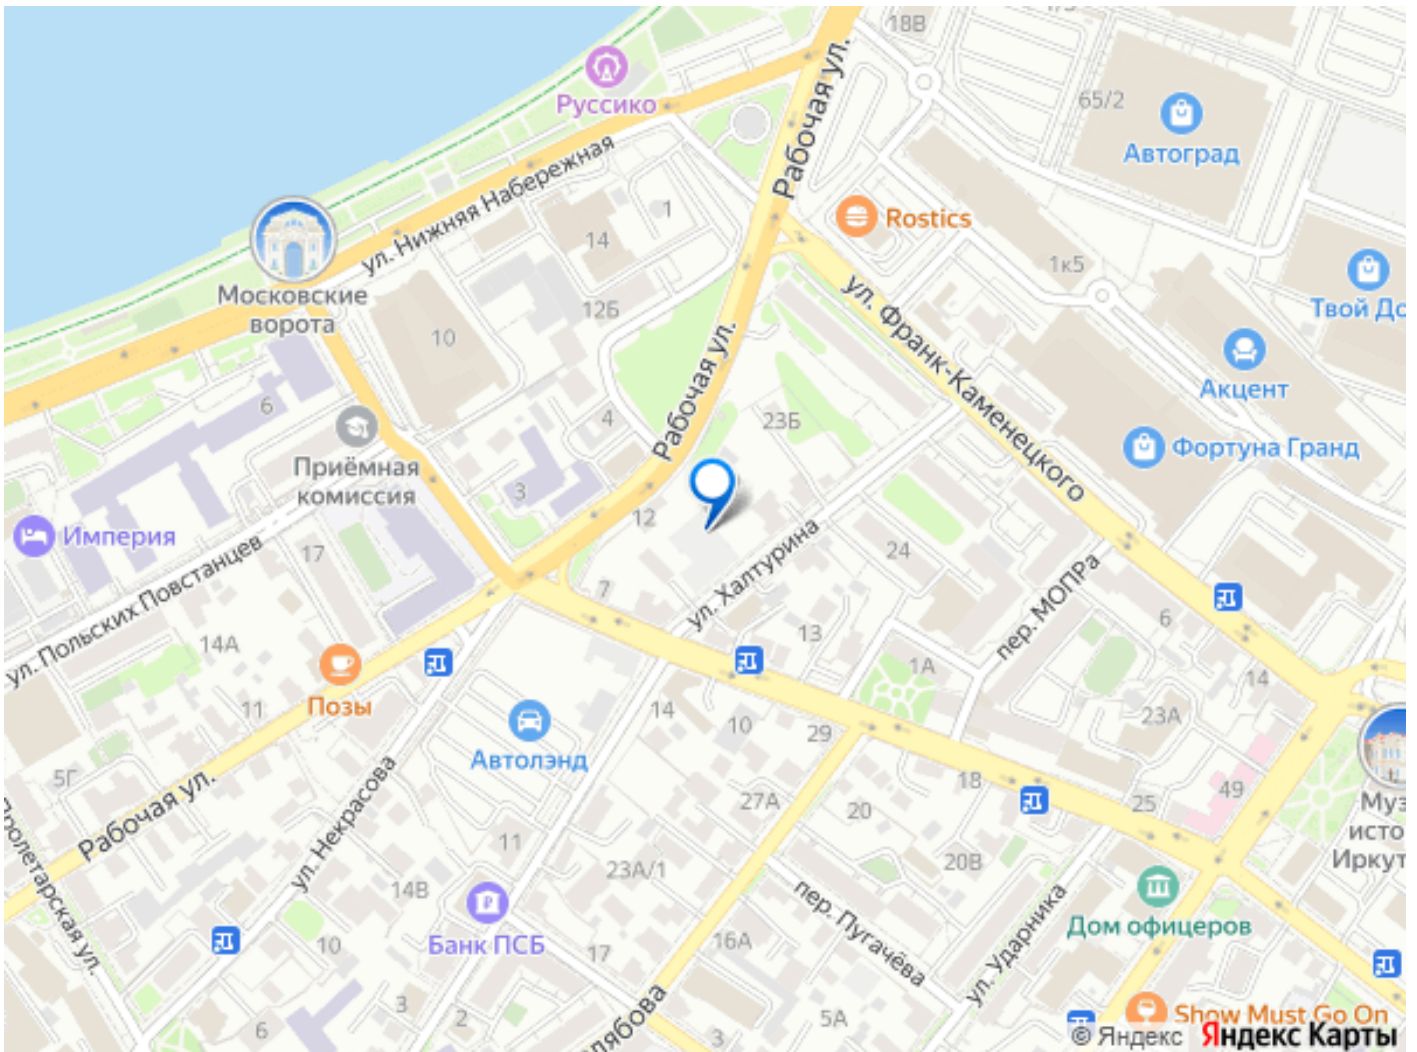 18В
Руссико
65/2
Автоград
Рабочая ул.
ул. Нижняя Набережная
1
Rostics
14
1к5
Московские
ворота
12Б
Твой До
ул. Франк-Каменецкого
10
Рабочая ул.
Акцент
6
4
23Б
Фортуна Гранд
Приёмная
комиссия
3
12
Империя
17
24
ул. Халтурина
ул. Польских Повстанцев
пер. МОПРа
7
6
13
14А
1А
14
Позы
11
14
10
29
23А
Автолэнд
5Г
Рабочая ул.
ул. Некрасова
27А
20
18
25
49
Муз
исто
Иркут
Пролетарская ул.
11
23А/1
20В
14В
пер. Пугачёва
ул. Ударника
Дом офицеров
Банк ПСБ
10
17
16А
лябова
3
2
6
5А
3
Show Must Go On
© Яндекс Яндекс Карты